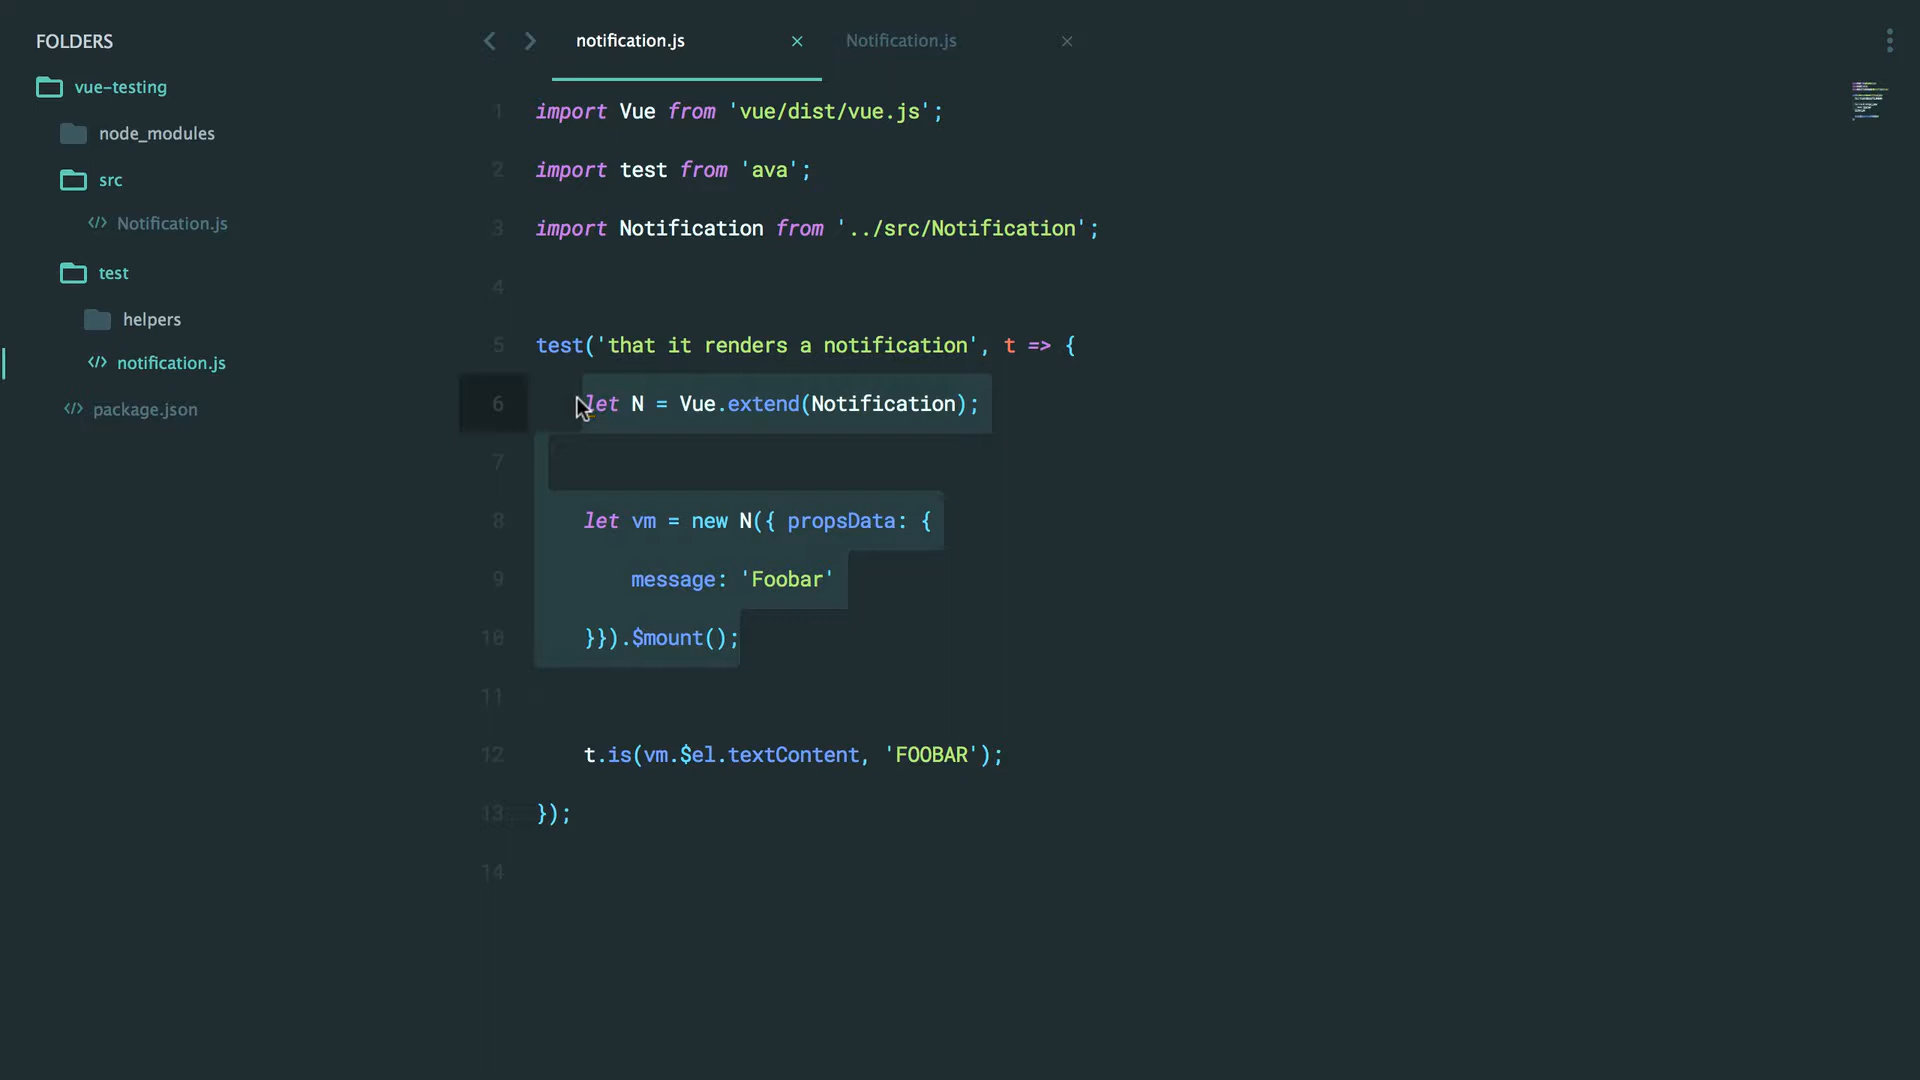 FOLDERS
vue-testing
node_modules
src
</> Notification.js
test
helpers
</> notification.js
</> package.json
notification.js
Notification.js
1 import Vue from 'vue/dist/vue.js';
2 import test from 'ava';
3 import Notification from '../src/Notification';
4
5 test('that it renders a notification', t => {
6 let N = Vue.extend(Notification);
7
8 let vm = new N({ propsData: {
9 message: 'Foobar'
10 }}).$mount();
11
12 t.is(vm.$el.textContent, 'FOOBAR');
13 });
14